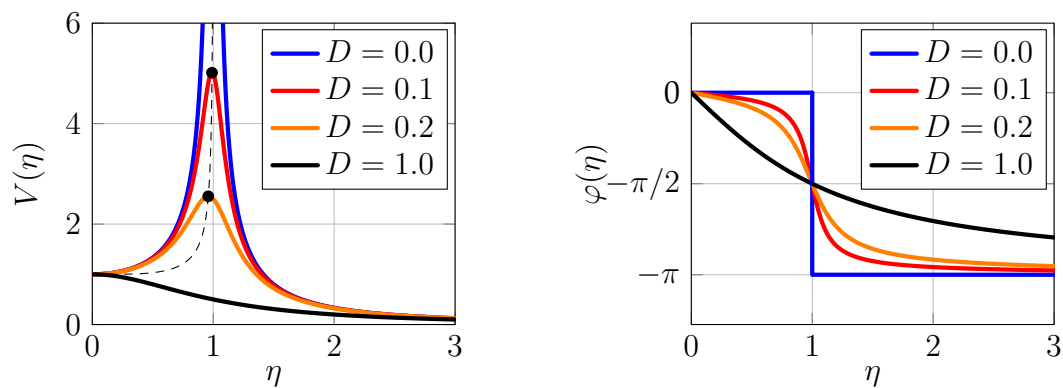 6
4
2
0
V(η)
0
1
2
3
η
D = 0.0
D = 0.1
D = 0.2
D = 1.0
0
−π/2
−π
φ(η)
0
1
2
3
η
D = 0.0
D = 0.1
D = 0.2
D = 1.0